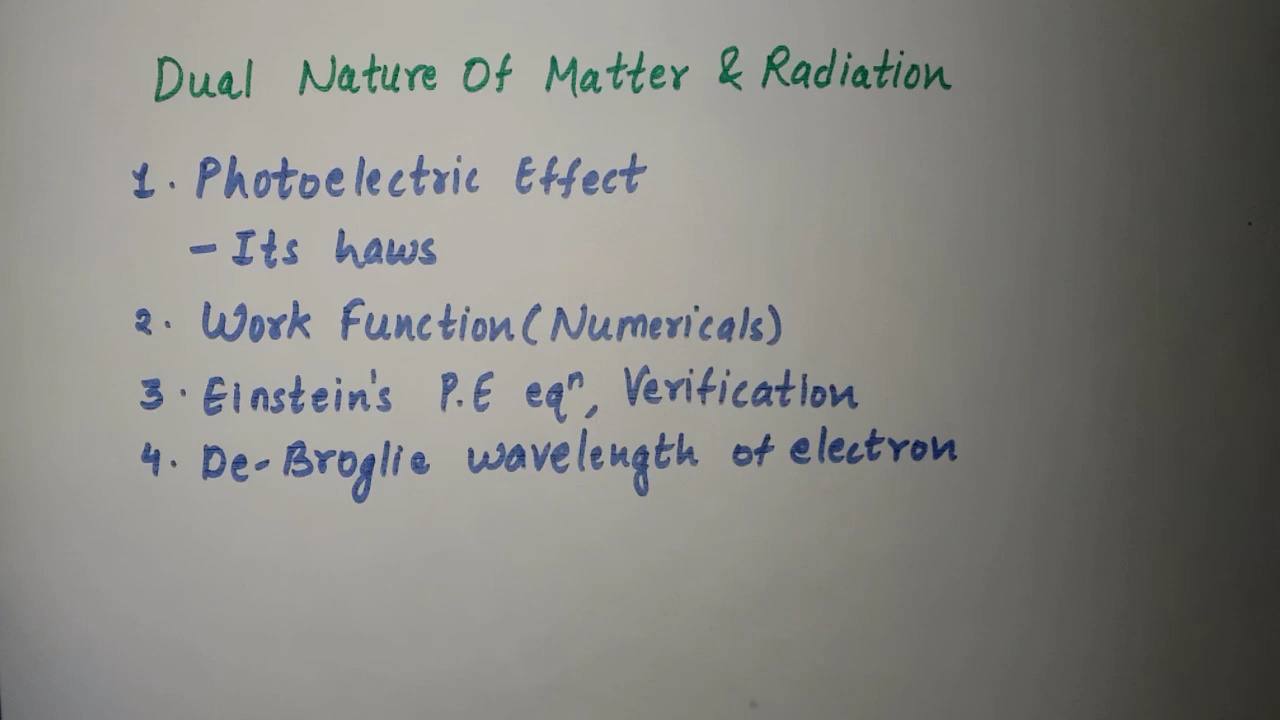 Dual Nature Of Matter & Radiation
1. Photoelectric Effect
- Its haws
2. Work Function (Numericals)
3. Einstein's P.E eqⁿ, Verification
4. De-Broglie wavelength of electron